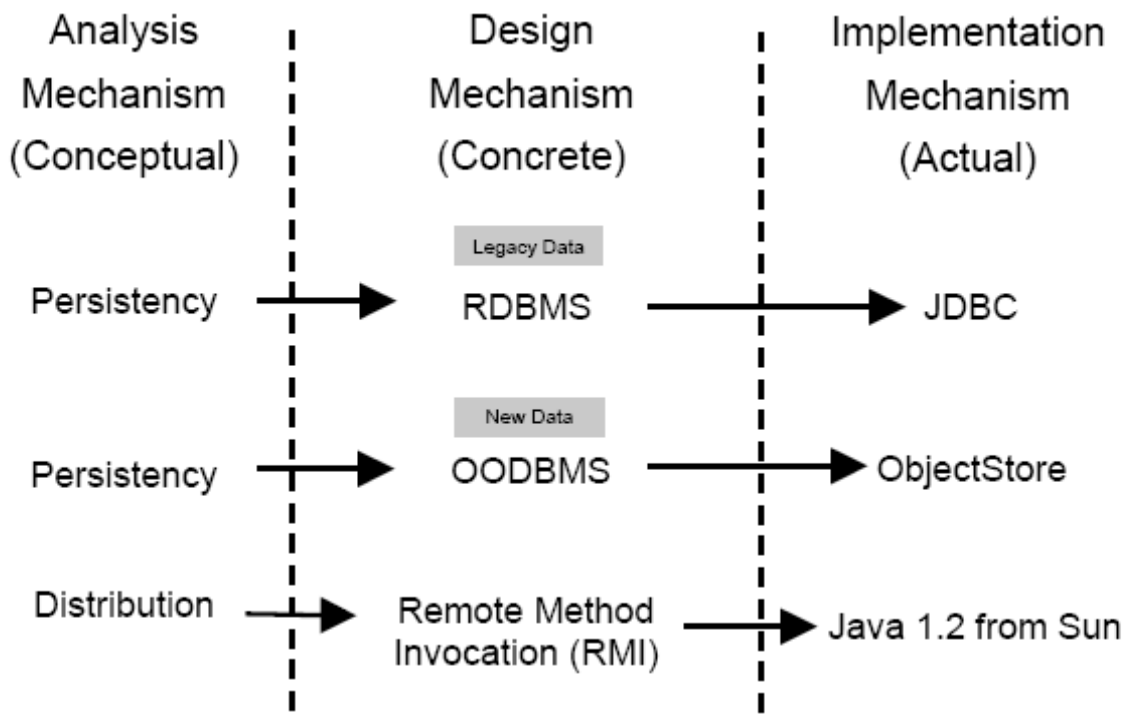 Analysis
Mechanism
(Conceptual)
Design
Mechanism
(Concrete)
Implementation
Mechanism
(Actual)
Persistency
Legacy Data
RDBMS
JDBC
Persistency
New Data
OODBMS
ObjectStore
Distribution
Remote Method
Invocation (RMI)
Java 1.2 from Sun